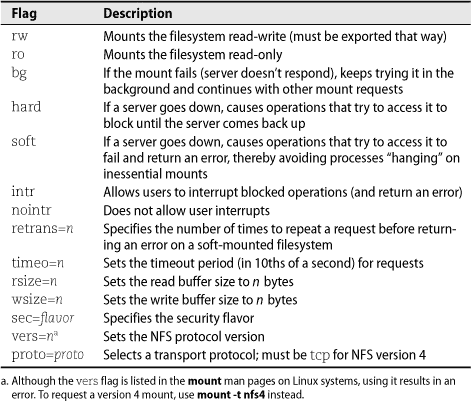 Flag Description
rw Mounts the filesystem read-write (must be exported that way)
ro Mounts the filesystem read-only
bg If the mount fails (server doesn’t respond), keeps trying it in the
background and continues with other mount requests
hard If a server goes down, causes operations that try to access it to
block until the server comes back up
soft If a server goes down, causes operations that try to access it to
fail and return an error, thereby avoiding processes “hanging” on
inessential mounts
intr Allows users to interrupt blocked operations (and return an error)
nointr Does not allow user interrupts
retrans=n Specifies the number of times to repeat a request before return-
ing an error on a soft-mounted filesystem
timeo=n Sets the timeout period (in 10ths of a second) for requests
rsize=n Sets the read buffer size to n bytes
wsize=n Sets the write buffer size to n bytes
sec=flavor Specifies the security flavor
vers=nᵃ Sets the NFS protocol version
proto=proto Selects a transport protocol; must be tcp for NFS version 4
a. Although the vers flag is listed in the mount man pages on Linux systems, using it results in an
error. To request a version 4 mount, use mount -t nfs4 instead.